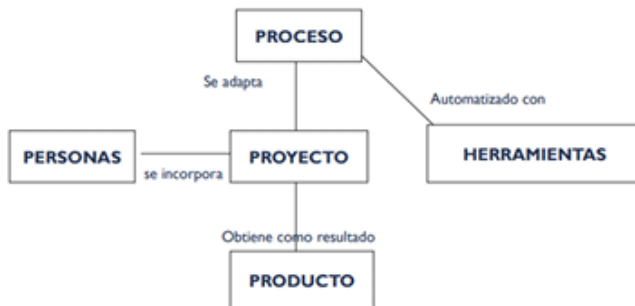 PROCESO
Se adapta
Automatizado con
PERSONAS
se incorpora
PROYECTO
HERRAMIENTAS
Obtiene como resultado
PRODUCTO